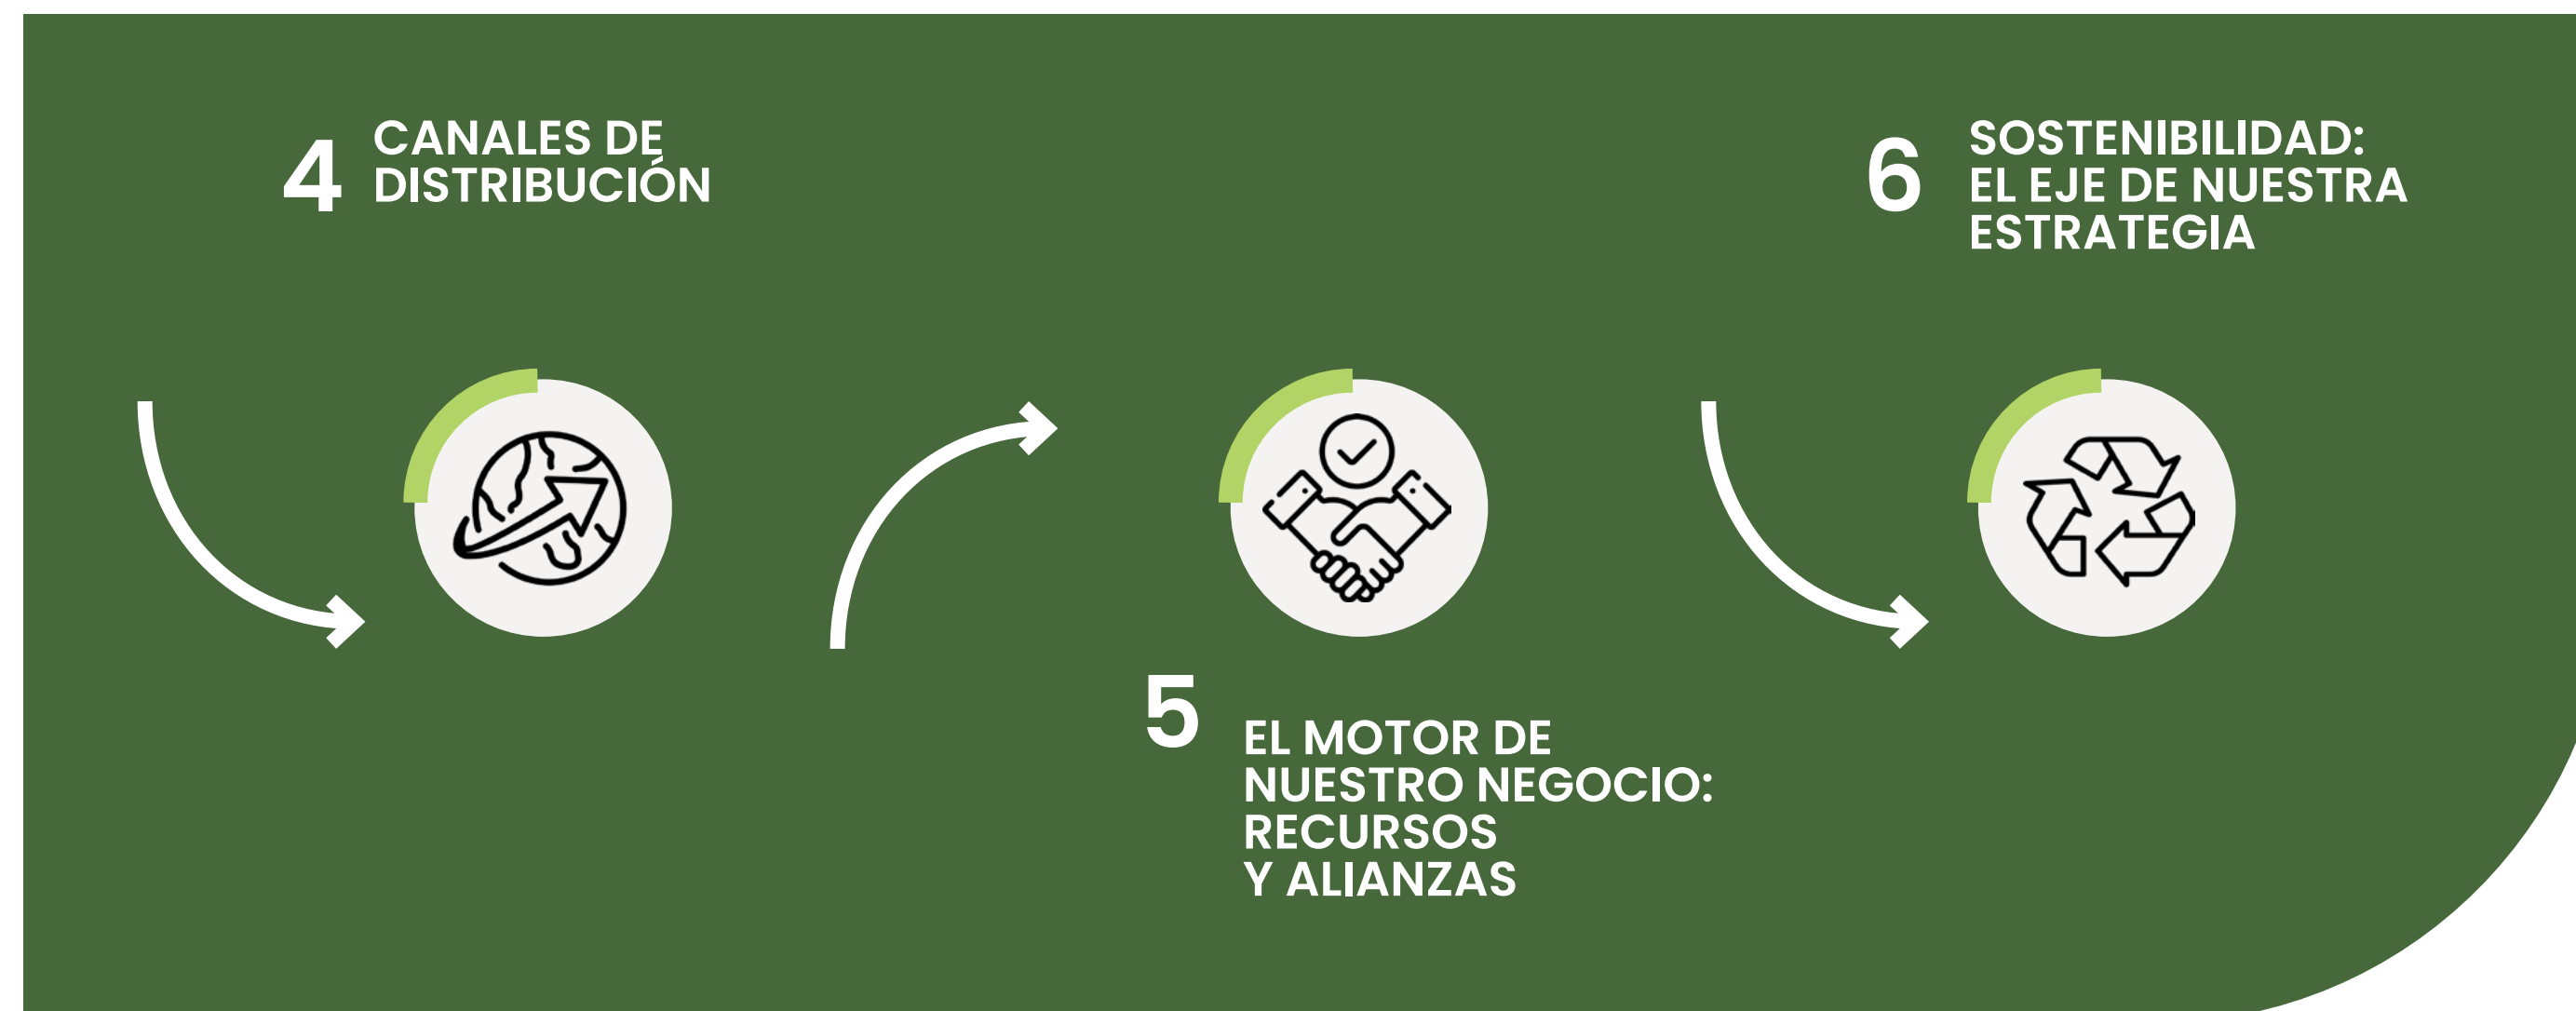 4
CANALES DE
DISTRIBUCIÓN
5
EL MOTOR DE
NUESTRO NEGOCIO:
RECURSOS
Y ALIANZAS
6
SOSTENIBILIDAD:
EL EJE DE NUESTRA
ESTRATEGIA